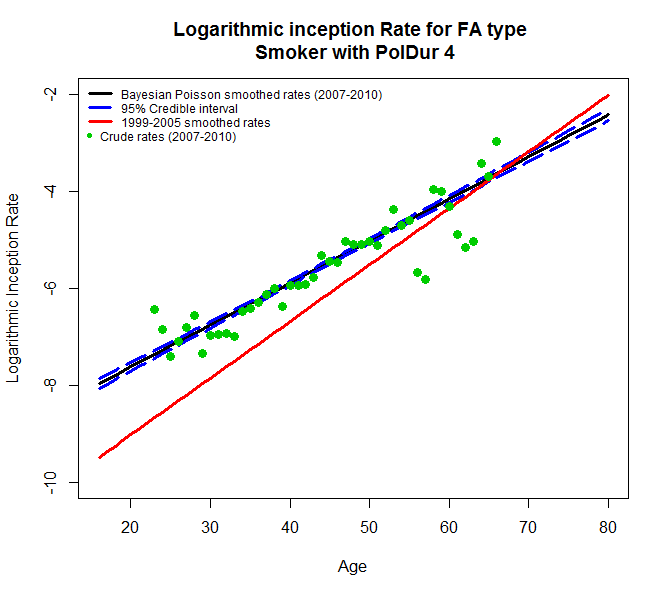 Logarithmic inception Rate for FA type
Smoker with PolDur 4
Bayesian Poisson smoothed rates (2007-2010)
95% Credible interval
1999-2005 smoothed rates
Crude rates (2007-2010)
Logarithmic Inception Rate
-2
-4
-6
-8
-10
20 30 40 50 60 70 80
Age